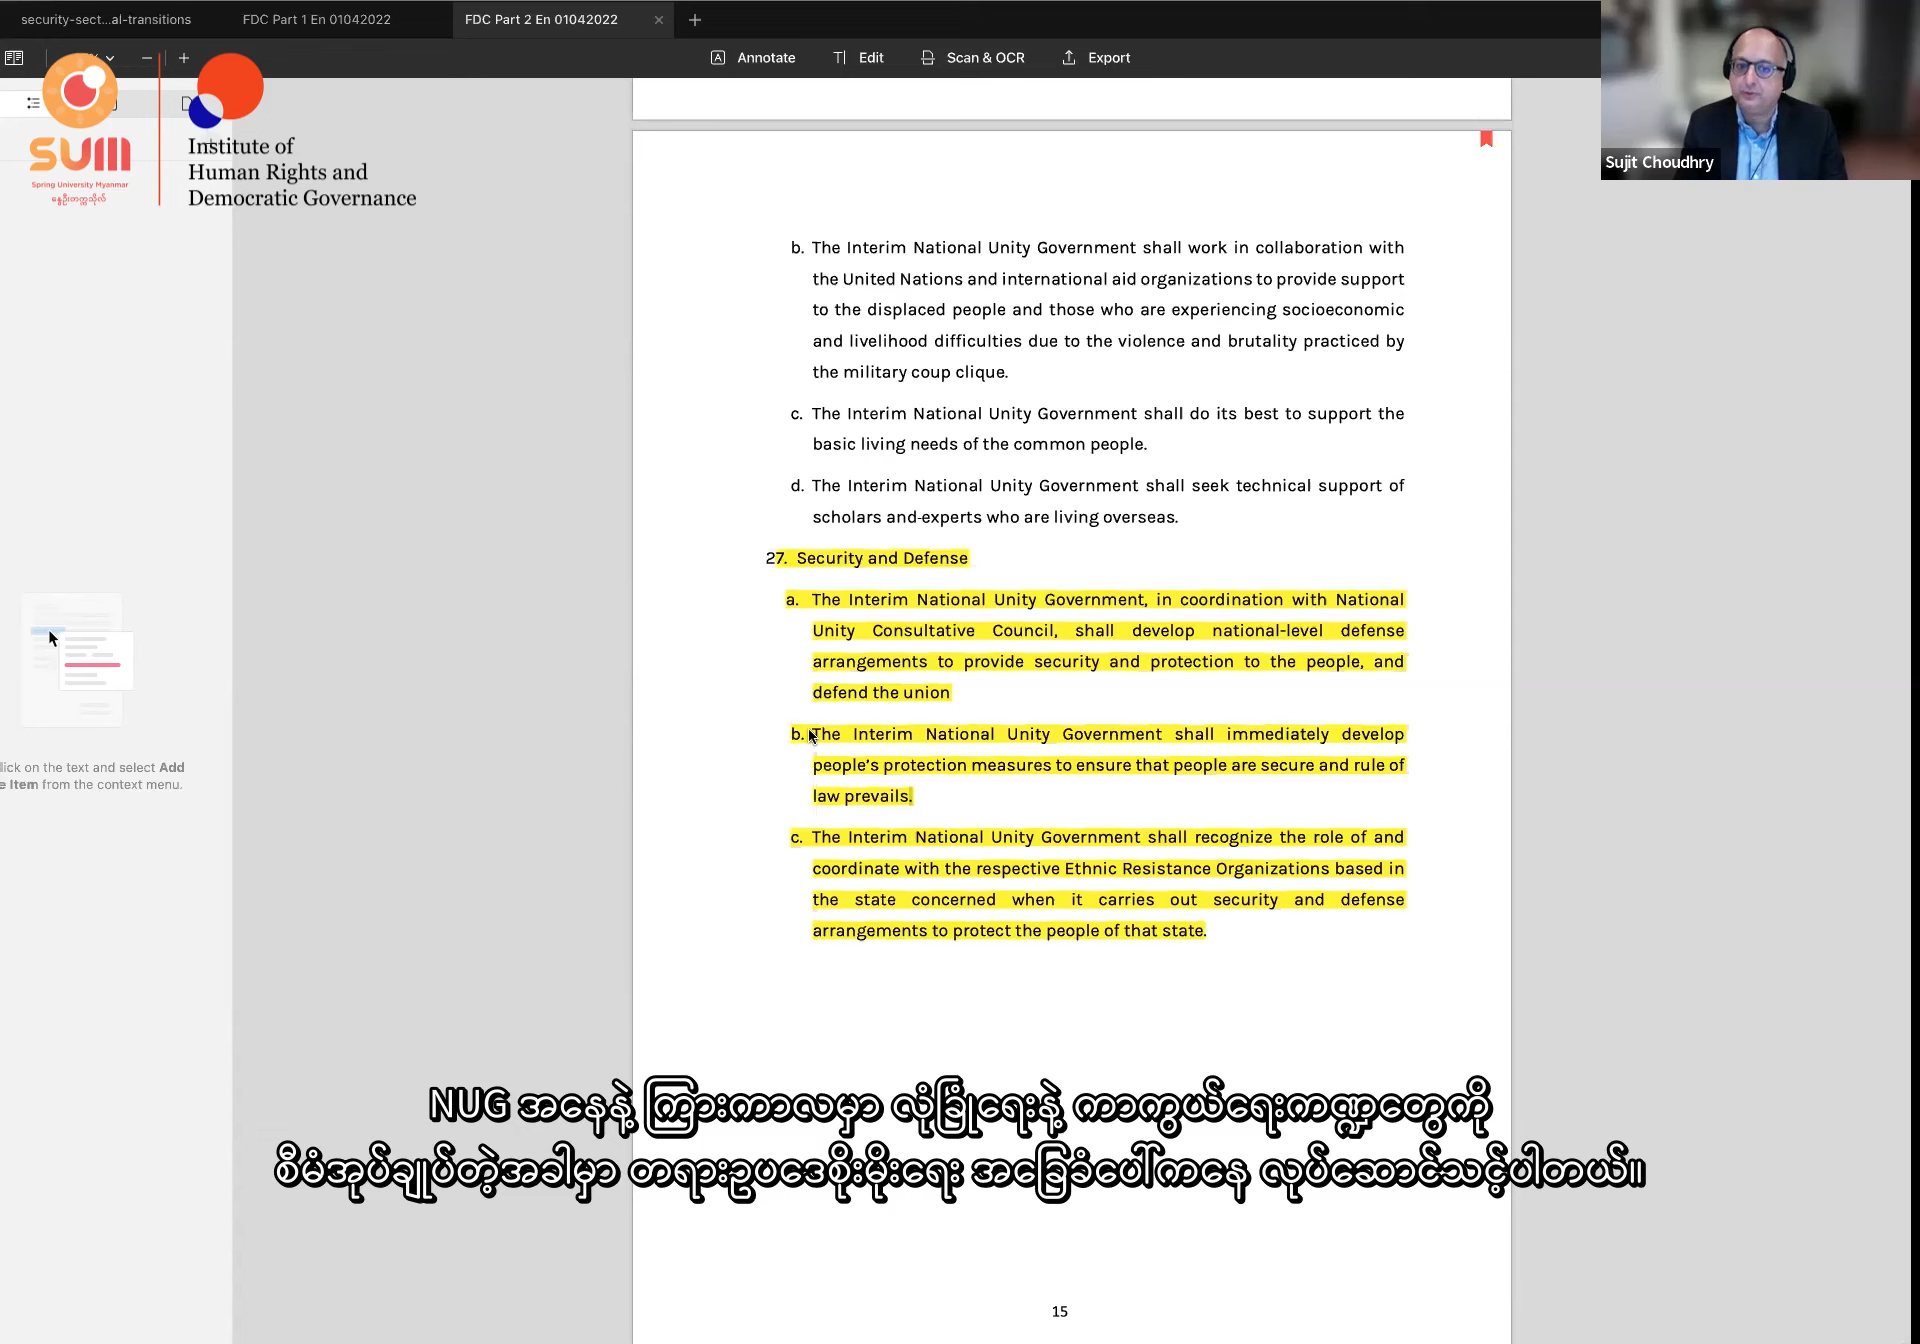 security-sect...al-transitions
FDC Part 1 En 01042022
FDC Part 2 En 01042022
Annotate
Edit
Scan & OCR
Export
SUM
Spring University Myanmar
နွေဦးတက္ကသိုလ်
Institute of
Human Rights and
Democratic Governance
Sujit Choudhry
b. The Interim National Unity Government shall work in collaboration with
the United Nations and international aid organizations to provide support
to the displaced people and those who are experiencing socioeconomic
and livelihood difficulties due to the violence and brutality practiced by
the military coup clique.
c. The Interim National Unity Government shall do its best to support the
basic living needs of the common people.
d. The Interim National Unity Government shall seek technical support of
scholars and-experts who are living overseas.
27. Security and Defense
a. The Interim National Unity Government, in coordination with National
Unity Consultative Council, shall develop national-level defense
arrangements to provide security and protection to the people, and
defend the union
b. The Interim National Unity Government shall immediately develop
people's protection measures to ensure that people are secure and rule of
law prevails.
c. The Interim National Unity Government shall recognize the role of and
coordinate with the respective Ethnic Resistance Organizations based in
the state concerned when it carries out security and defense
arrangements to protect the people of that state.
lick on the text and select Add
e Item from the context menu.
NUG အနေနဲ့ ကြားကာလမှာ လုံခြုံရေးနဲ့ ကာကွယ်ရေးကဏ္ဍတွေကို
စီမံအုပ်ချုပ်တဲ့အခါမှာ တရားဥပဒေစိုးမိုးရေး အခြေခံပေါ်ကနေ လုပ်ဆောင်သင့်ပါတယ်။
15